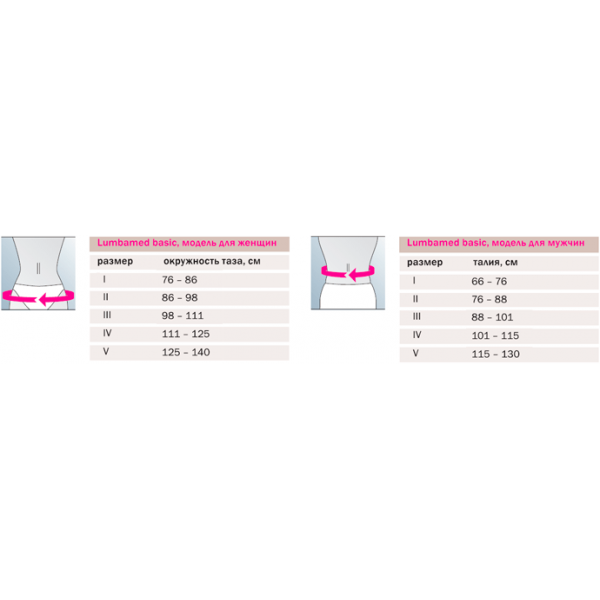 Lumbamed basic, модель для женщин
размер окружность таза, см
I 76 – 86
II 86 – 98
III 98 – 111
IV 111 – 125
V 125 – 140
Lumbamed basic, модель для мужчин
размер талия, см
I 66 – 76
II 76 – 88
III 88 – 101
IV 101 – 115
V 115 – 130